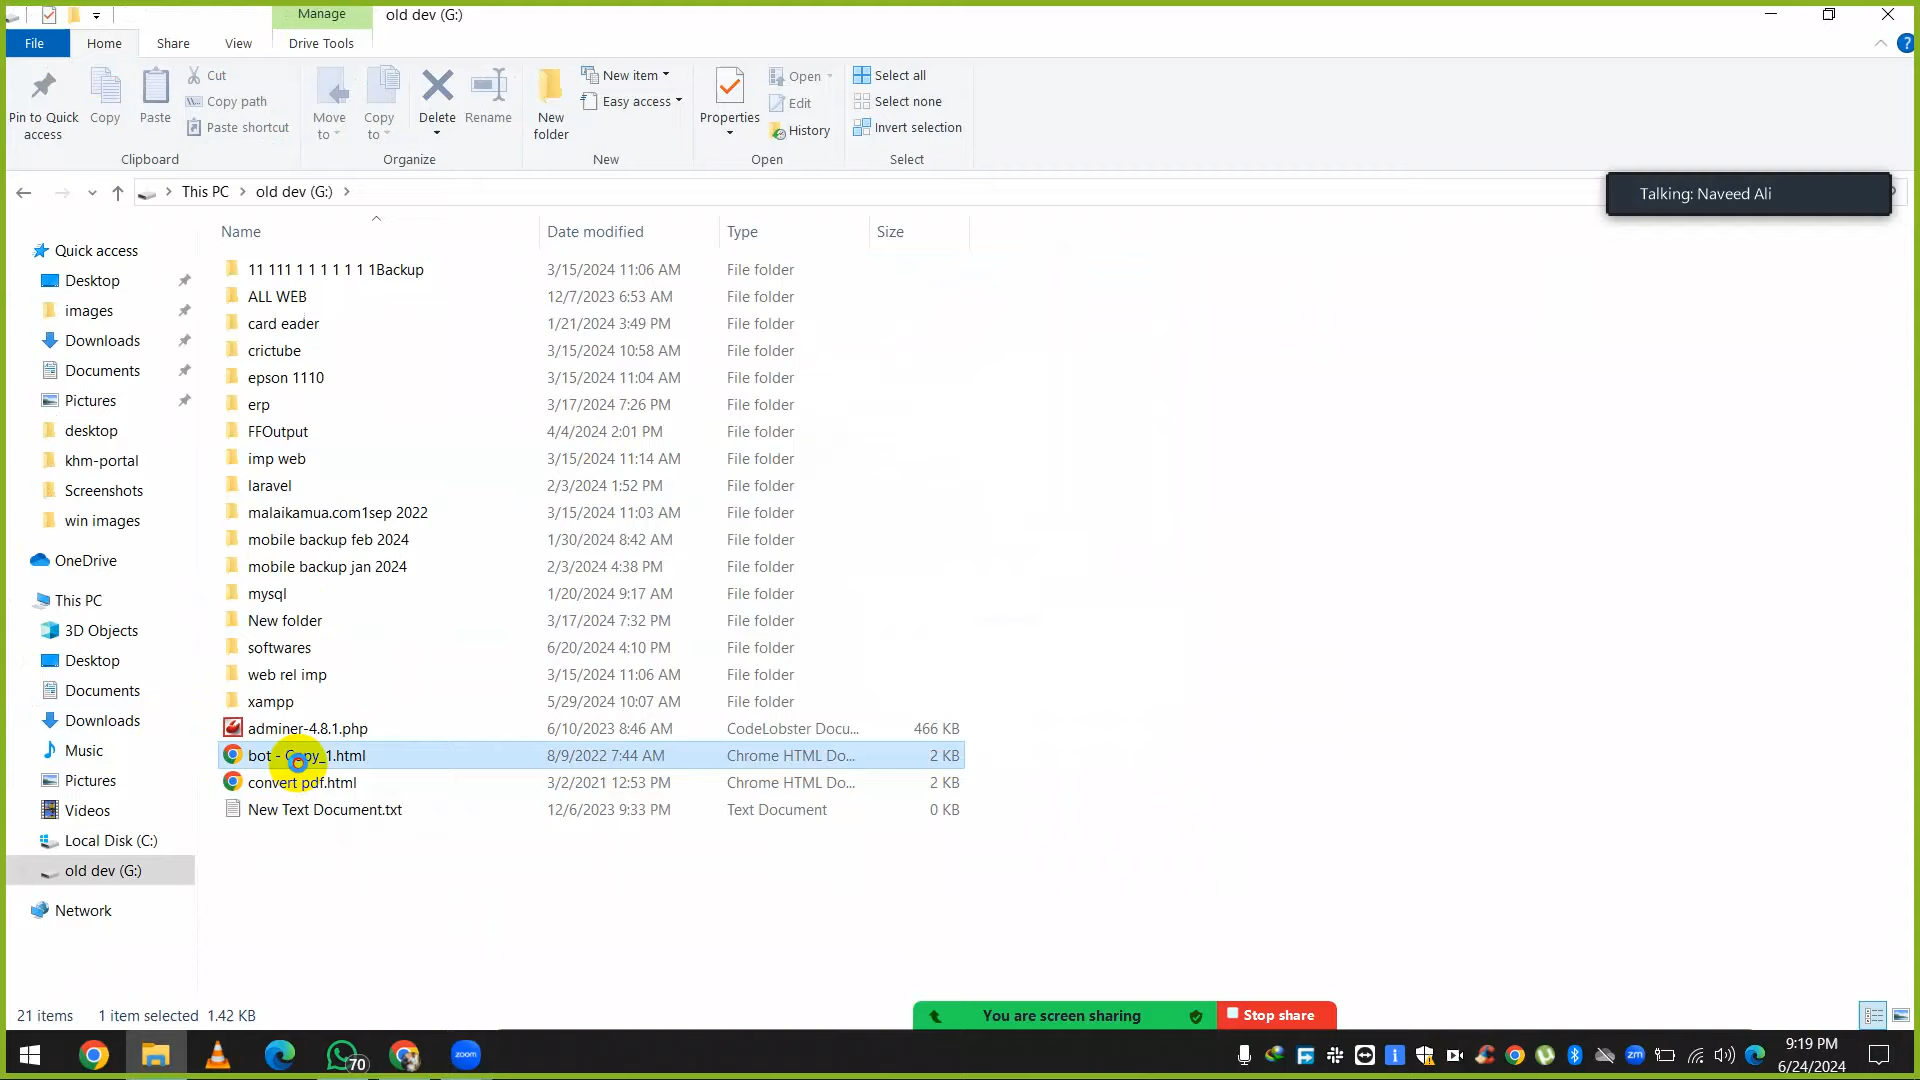 Manage
old dev (G:)
File
Home
Share
View
Drive Tools
Pin to Quick access
Copy
Paste
Cut
Copy path
Paste shortcut
Clipboard
Move to
Copy to
Delete
Rename
Organize
New folder
New item
Easy access
New
Properties
Open
Edit
History
Open
Select all
Select none
Invert selection
Select
This PC
old dev (G:)
Talking: Naveed Ali
Name Date modified Type Size
11 111 1 1 1 1 1 1 1Backup 3/15/2024 11:06 AM File folder
ALL WEB 12/7/2023 6:53 AM File folder
card eader 1/21/2024 3:49 PM File folder
crictube 3/15/2024 10:58 AM File folder
epson 1110 3/15/2024 11:04 AM File folder
erp 3/17/2024 7:26 PM File folder
FFOutput 4/4/2024 2:01 PM File folder
imp web 3/15/2024 11:14 AM File folder
laravel 2/3/2024 1:52 PM File folder
malaikamua.com1sep 2022 3/15/2024 11:03 AM File folder
mobile backup feb 2024 1/30/2024 8:42 AM File folder
mobile backup jan 2024 2/3/2024 4:38 PM File folder
mysql 1/20/2024 9:17 AM File folder
New folder 3/17/2024 7:32 PM File folder
softwares 6/20/2024 4:10 PM File folder
web rel imp 3/15/2024 11:06 AM File folder
xampp 5/29/2024 10:07 AM File folder
adminer-4.8.1.php 6/10/2023 8:46 AM CodeLobster Docu... 466 KB
bot - Copy_1.html 8/9/2022 7:44 AM Chrome HTML Do... 2 KB
convert pdf.html 3/2/2021 12:53 PM Chrome HTML Do... 2 KB
New Text Document.txt 12/6/2023 9:33 PM Text Document 0 KB
Quick access
Desktop
images
Downloads
Documents
Pictures
desktop
khm-portal
Screenshots
win images
OneDrive
This PC
3D Objects
Desktop
Documents
Downloads
Music
Pictures
Videos
Local Disk (C:)
old dev (G:)
Network
21 items 1 item selected 1.42 KB
You are screen sharing
Stop share
70
zoom
zm
9:19 PM
6/24/2024